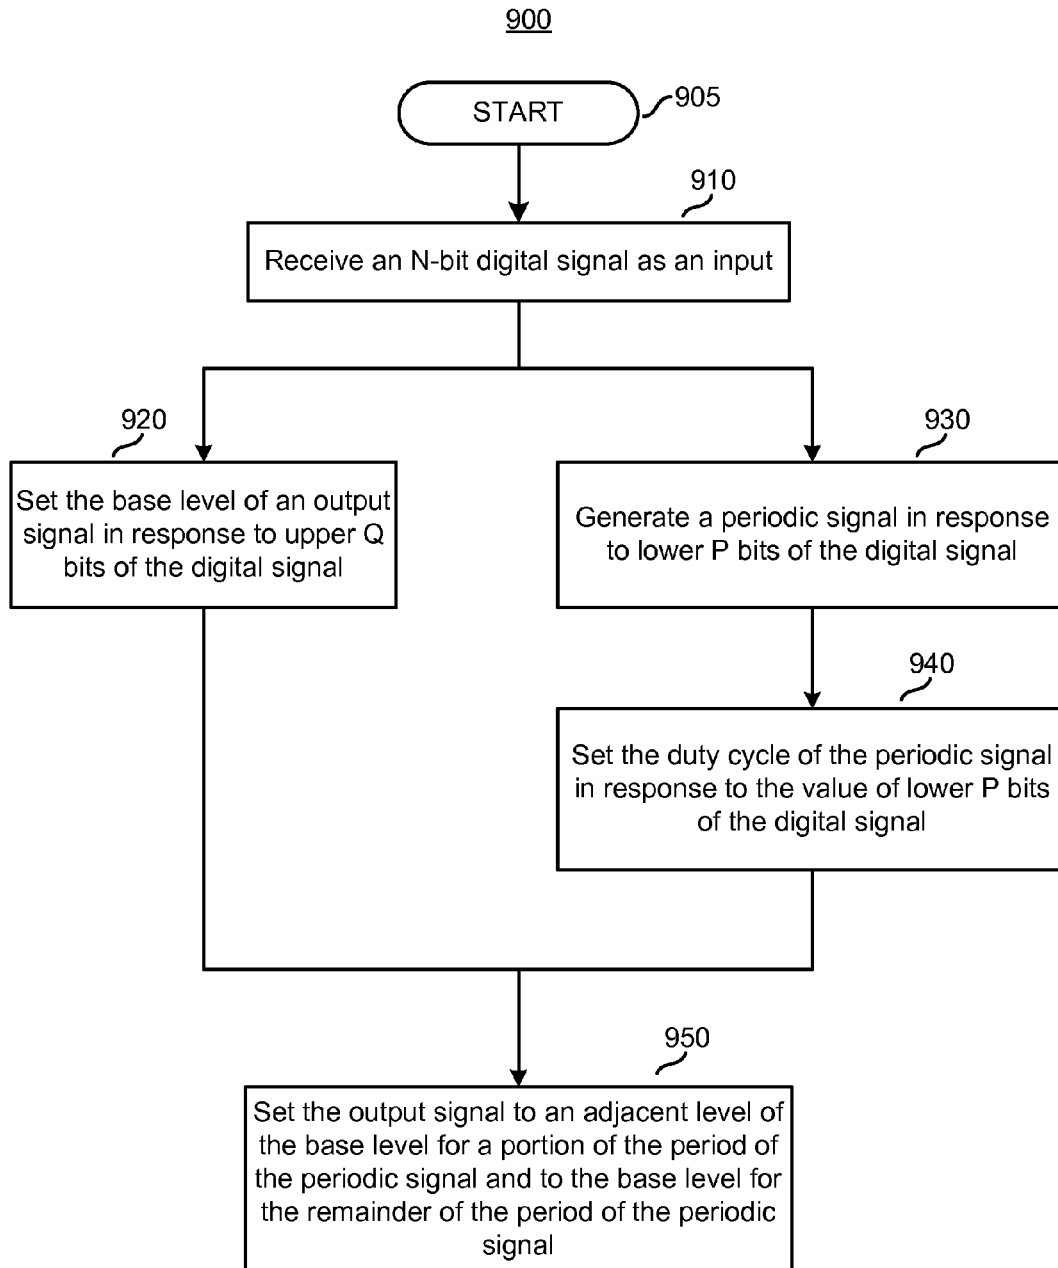 900
START
905
910
Receive an N-bit digital signal as an input
920
Set the base level of an output
signal in response to upper Q
bits of the digital signal
930
Generate a periodic signal in response
to lower P bits of the digital signal
940
Set the duty cycle of the periodic signal
in response to the value of lower P bits
of the digital signal
950
Set the output signal to an adjacent level of
the base level for a portion of the period of
the periodic signal and to the base level for
the remainder of the period of the periodic
signal